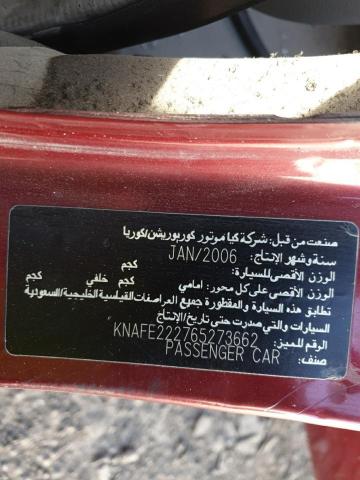 صنعت من قبل: شركة كيا موتور كوربوريشن/كوريا
سنة وشهر الإنتاج: JAN/2006
الوزن الأقصى للسيارة: كجم
الوزن الأقصى على كل محور: أمامي كجم خلفي كجم
تطابق هذه السيارة و المقطورة جميع المواصفات القياسية الخليجية/السعودية
السيارات والتي صدرت حتى تاريخ/الإنتاج
الرقم المميز: KNAFE222765273662
صنف: PASSENGER CAR